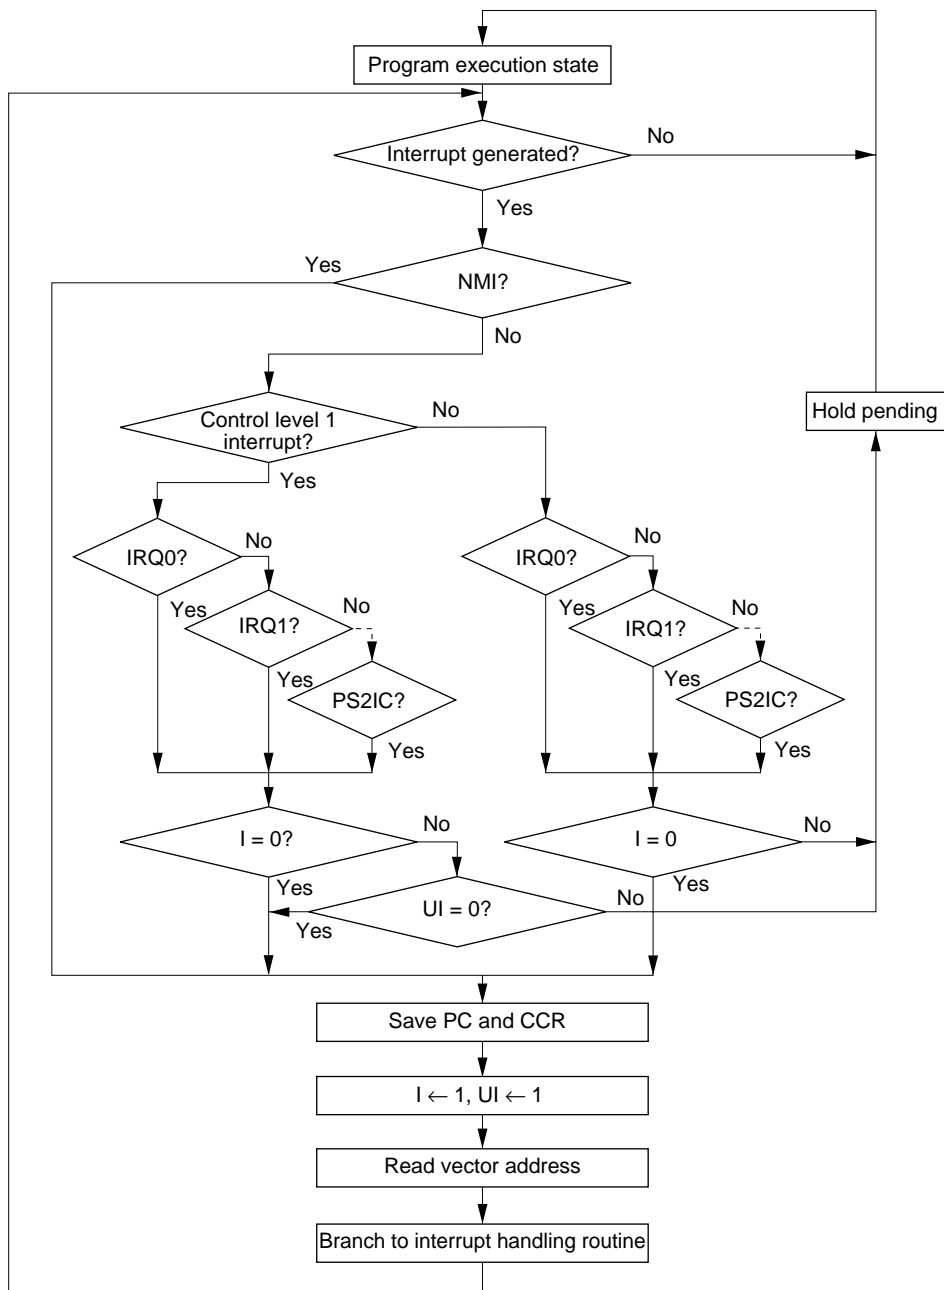 Program execution state
Interrupt generated?
No
Yes
Yes
NMI?
No
Control level 1
interrupt?
No
Hold pending
Yes
IRQ0?
No
IRQ0?
No
Yes
IRQ1?
No
Yes
IRQ1?
No
Yes
PS2IC?
Yes
PS2IC?
Yes
Yes
I = 0?
No
I = 0
No
Yes
Yes
UI = 0?
No
Yes
Save PC and CCR
I ← 1, UI ← 1
Read vector address
Branch to interrupt handling routine